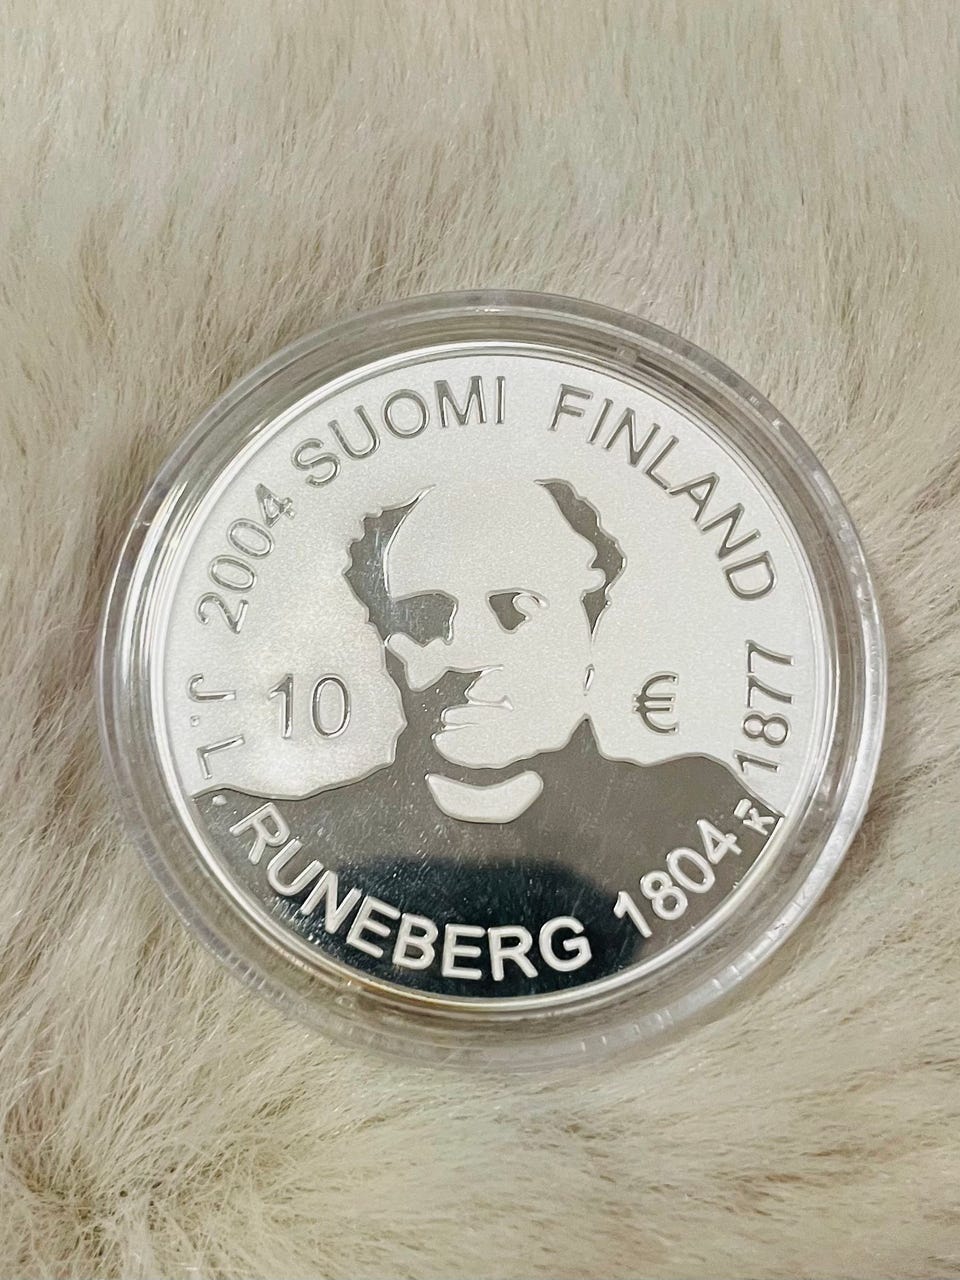 2004 SUOMI FINLAND
10 €
J.L. RUNEBERG 1804-1877
K